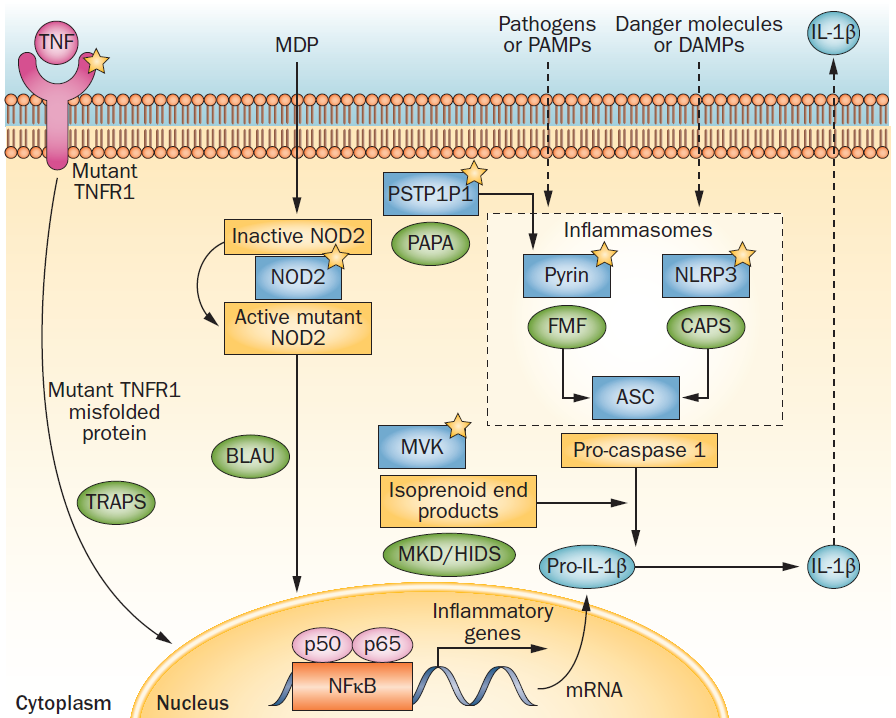 TNF
MDP
Pathogens
or PAMPs
Danger molecules
or DAMPs
IL-1β
Mutant
TNFR1
PSTP1P1
PAPA
Inactive NOD2
NOD2
Active mutant
NOD2
Inflammasomes
Pyrin
NLRP3
FMF
CAPS
ASC
Mutant TNFR1
misfolded
protein
TRAPS
BLAU
MVK
Isoprenoid end
products
MKD/HIDS
Pro-caspase 1
Pro-IL-1β
IL-1β
Inflammatory
genes
p50
p65
NFκB
mRNA
Cytoplasm
Nucleus